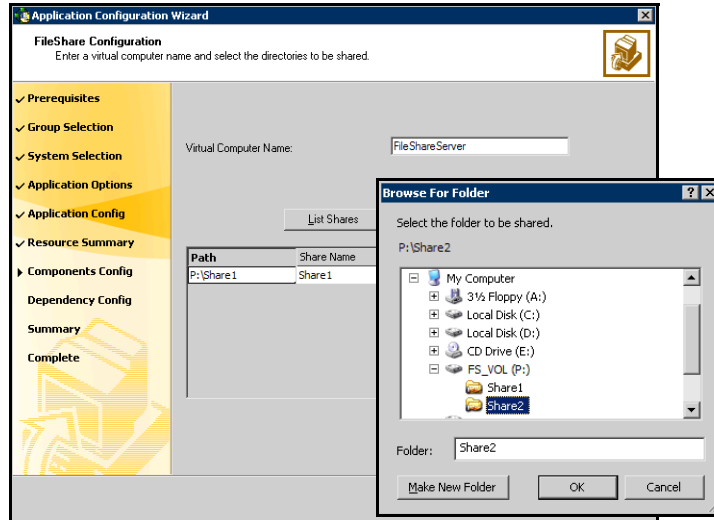 Application Configuration Wizard
FileShare Configuration
Enter a virtual computer name and select the directories to be shared.
Prerequisites
Group Selection
System Selection
Application Options
Application Config
Resource Summary
Components Config
Dependency Config
Summary
Complete
Virtual Computer Name:
FileShareServer
List Shares
Path
Share Name
P:\Share1
Share1
Browse For Folder
Select the folder to be shared.
P:\Share2
My Computer
3½ Floppy (A:)
Local Disk (C:)
Local Disk (D:)
CD Drive (E:)
FS_VOL (P:)
Share1
Share2
Folder:
Share2
Make New Folder
OK
Cancel